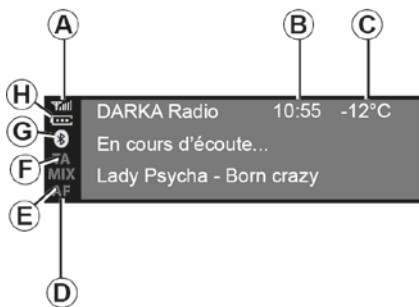 A
B
C
H
DARKA Radio 10:55 -12°C
G
En cours d'écoute...
F
TA
MIX
Lady Psycha - Born crazy
E
AF
D